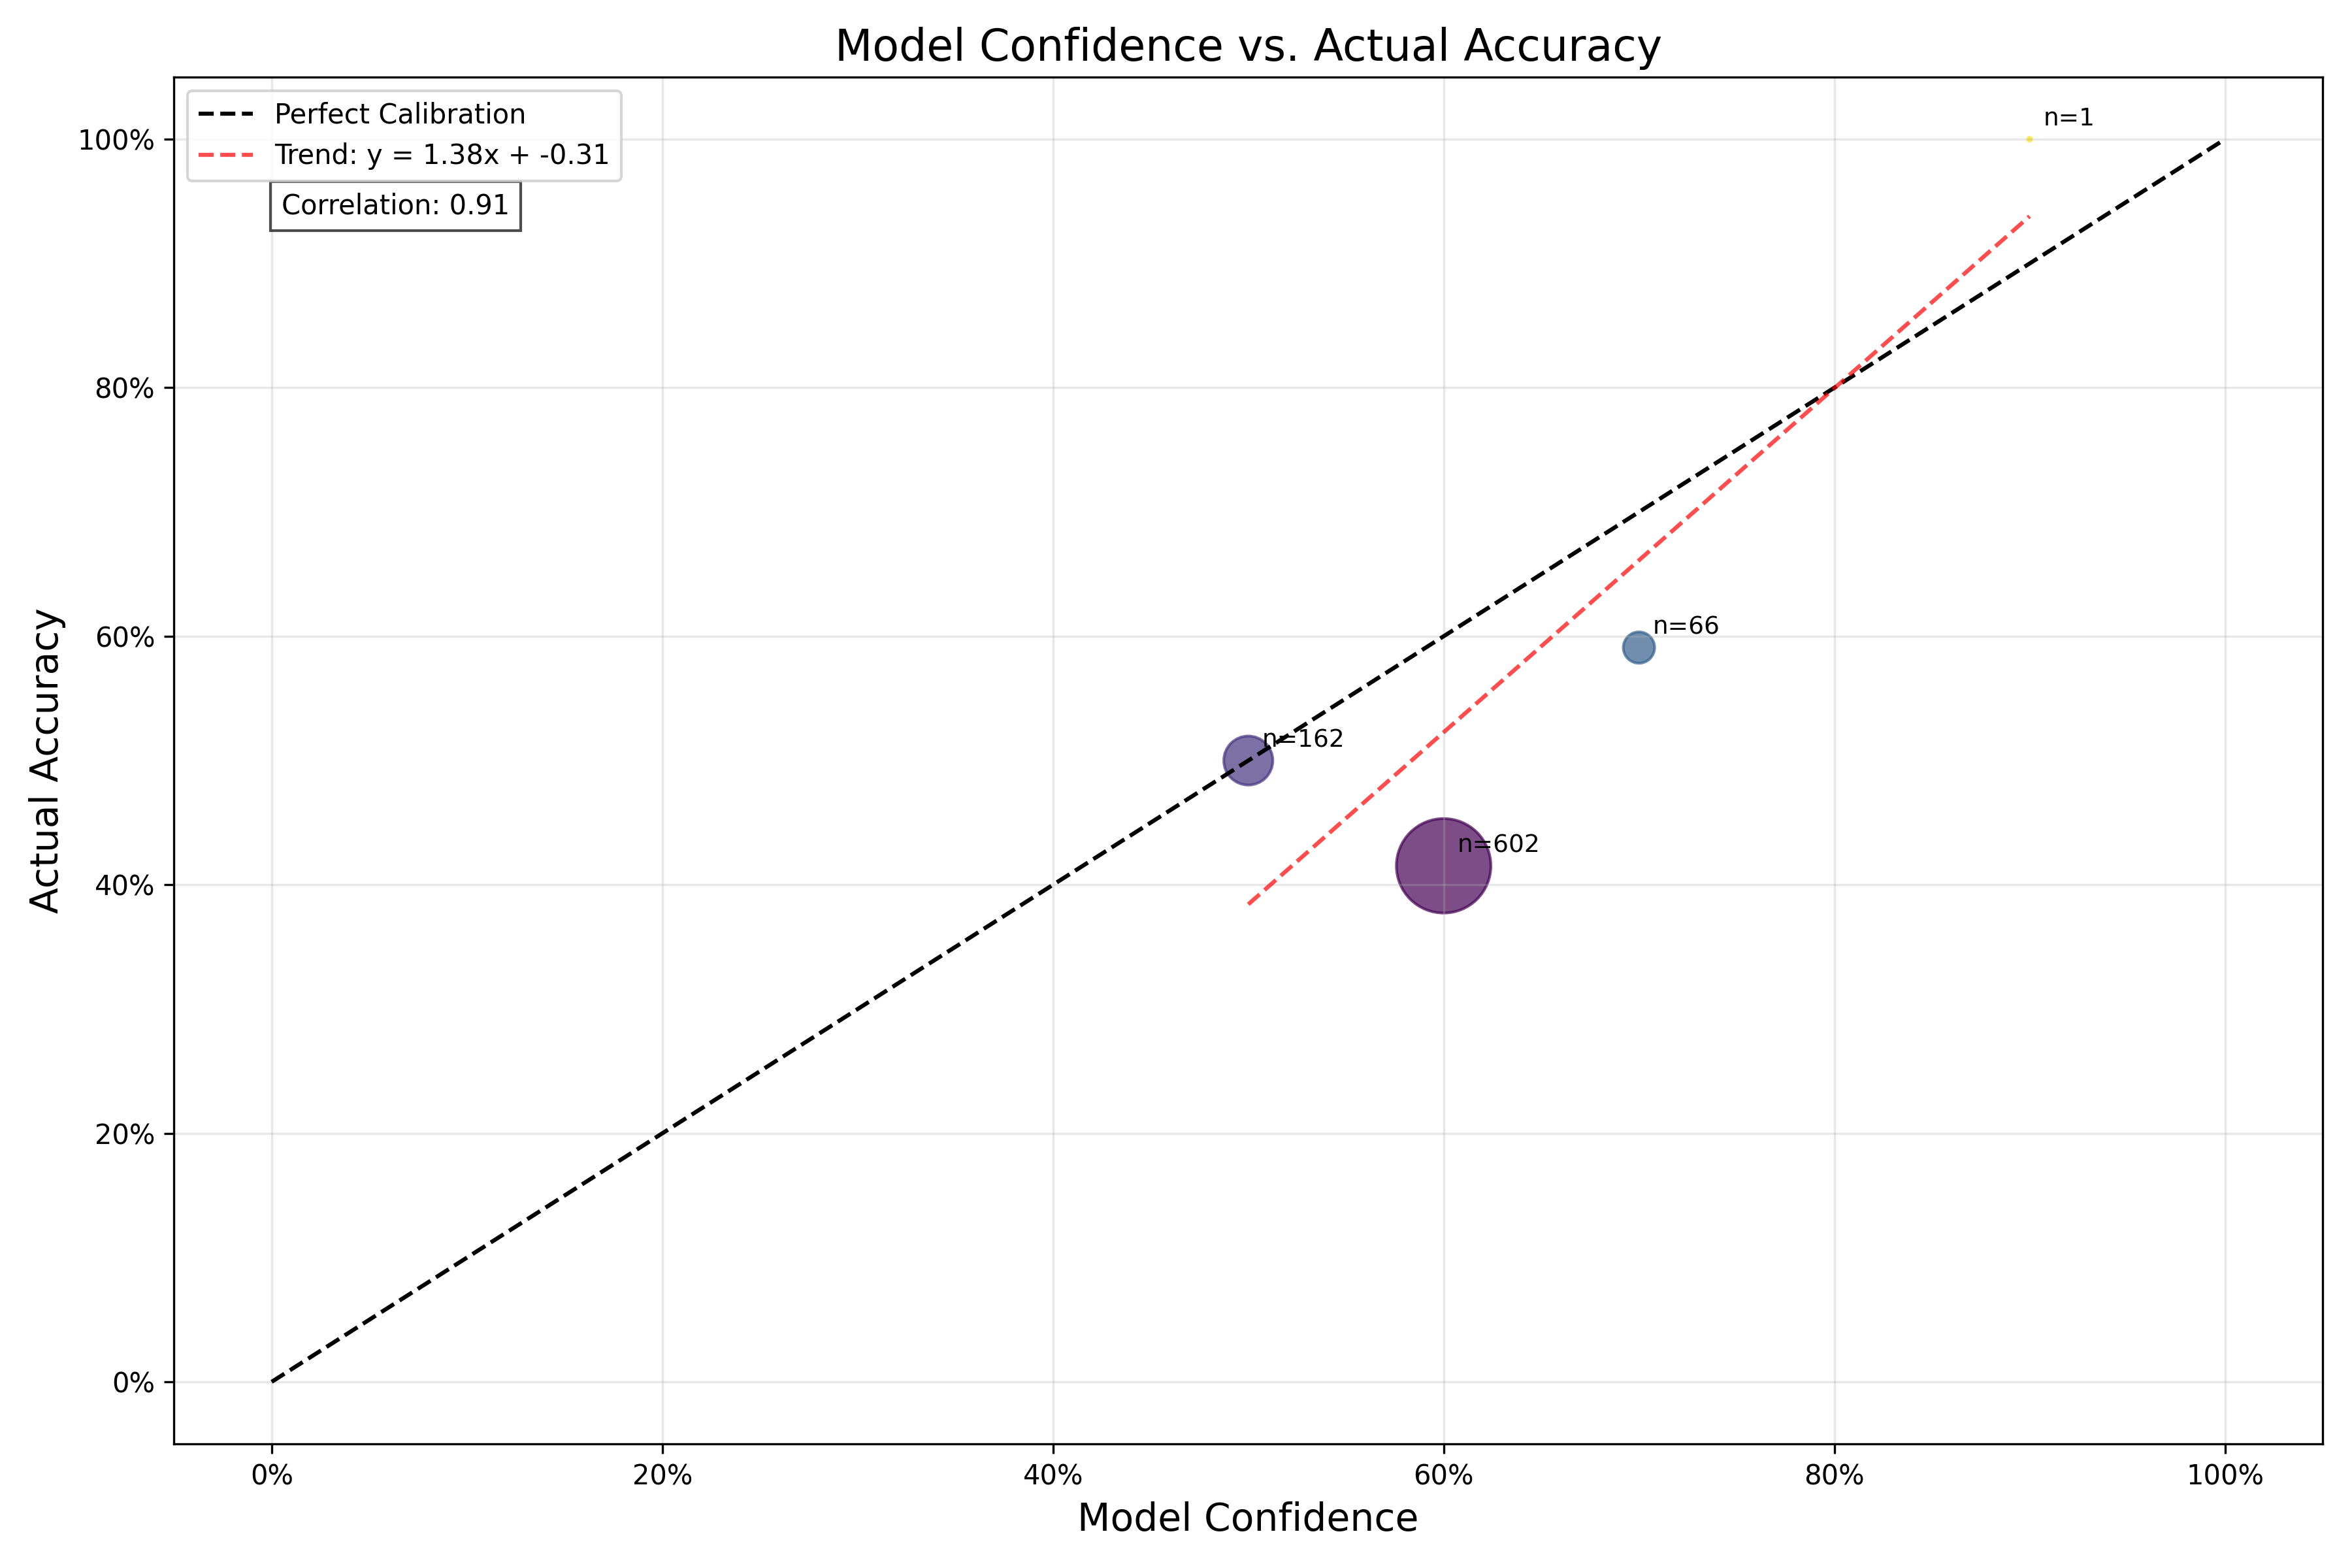 Model Confidence vs. Actual Accuracy
Perfect Calibration
Trend: y = 1.38x + -0.31
Correlation: 0.91
n=1
n=66
n=162
n=602
100%
80%
60%
40%
20%
0%
Actual Accuracy
0%
20%
40%
60%
80%
100%
Model Confidence